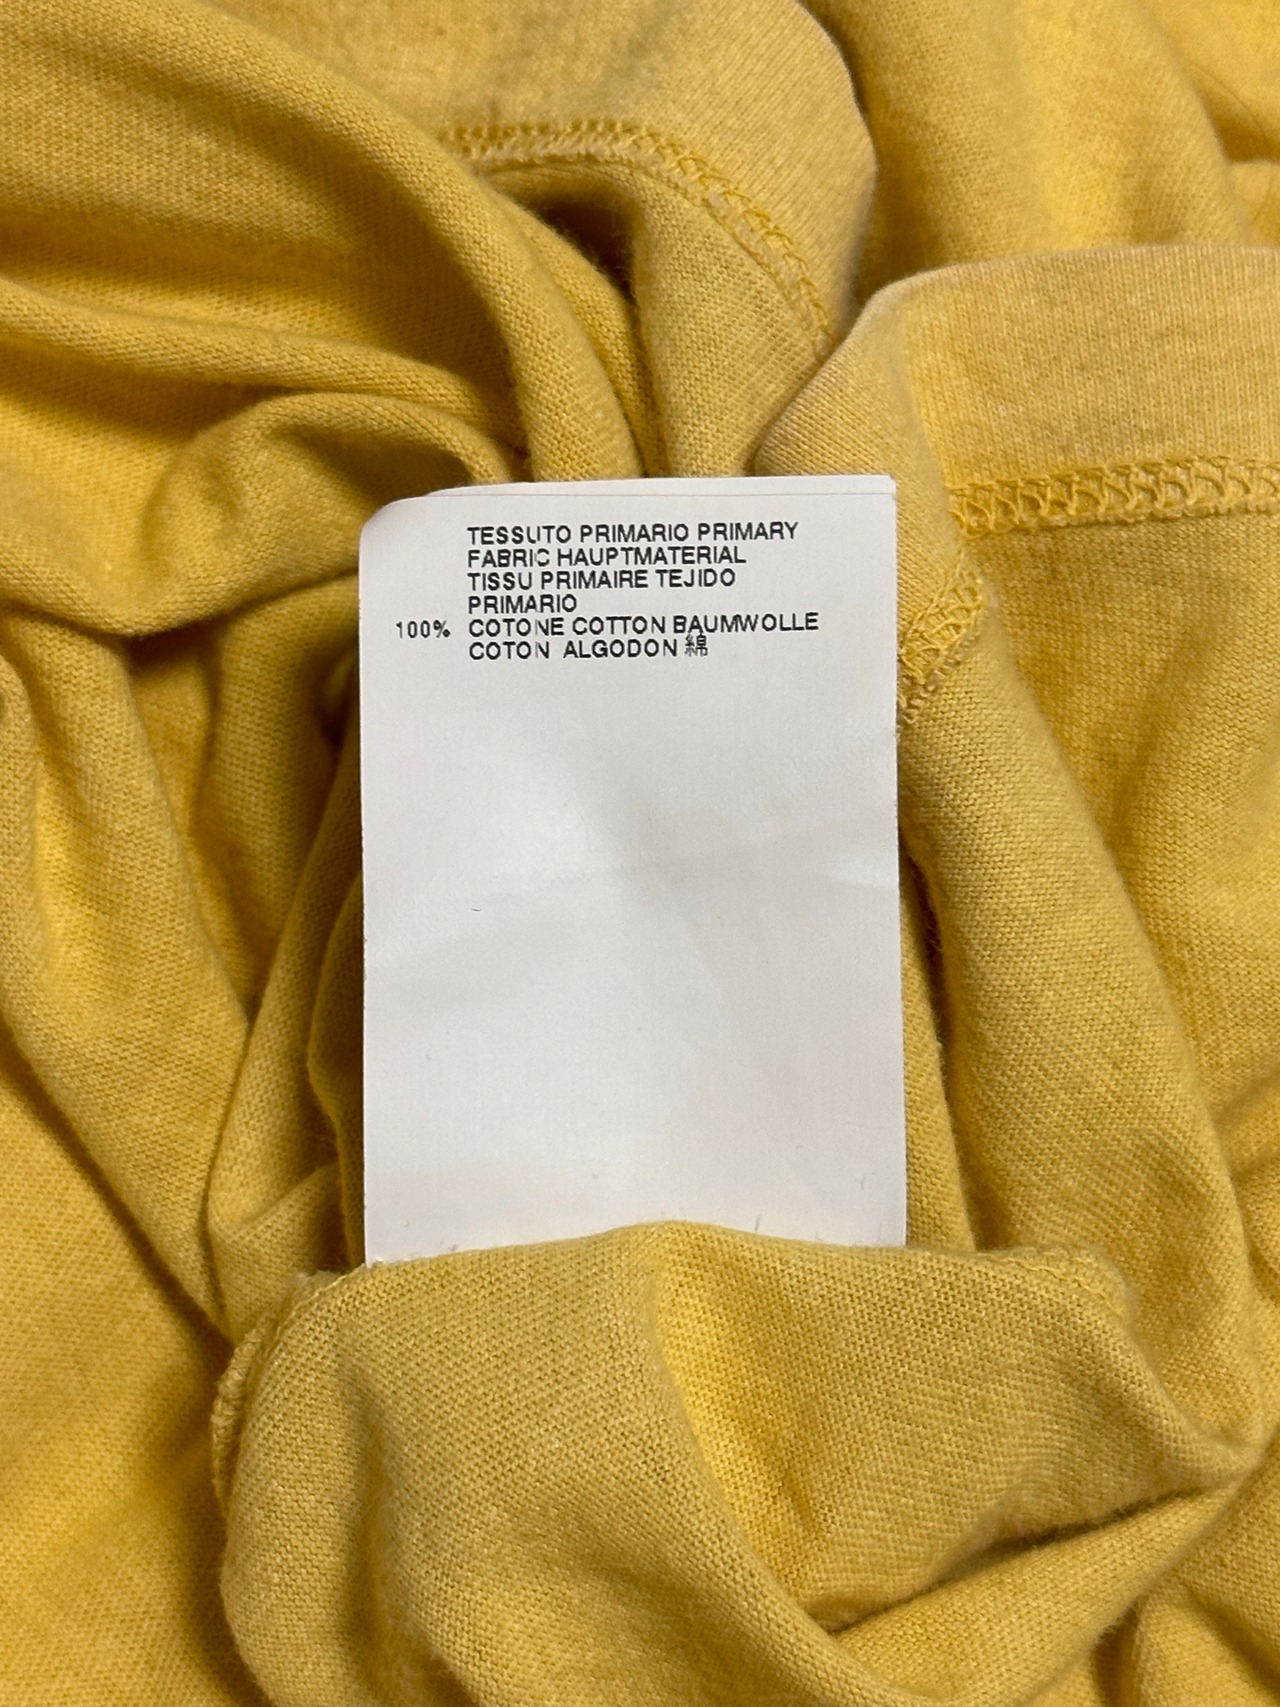 TESSUTO PRIMARIO PRIMARY
FABRIC HAUPTMATERIAL
TISSU PRIMAIRE TEJIDO
PRIMARIO
100% COTONE COTTON BAUMWOLLE
COTON ALGODON 綿